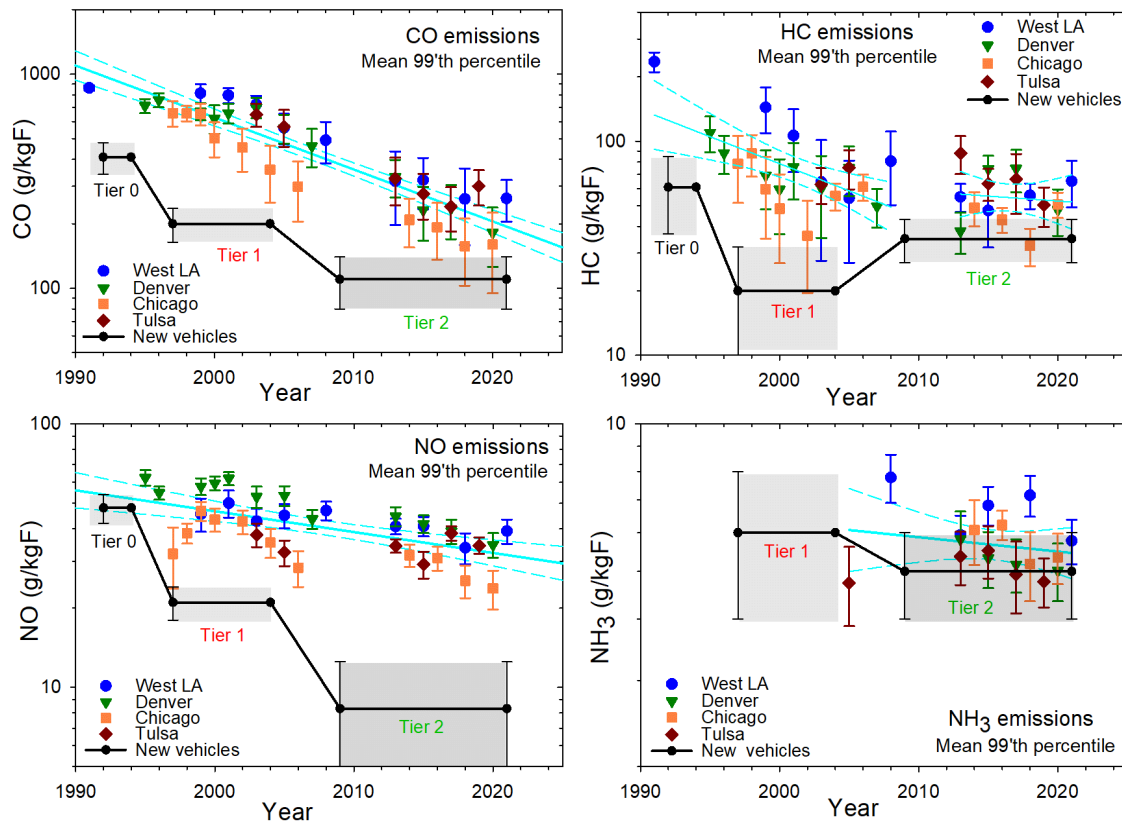 CO emissions
Mean 99'th percentile
1000
100
CO (g/kgF)
Tier 0
Tier 1
Tier 2
West LA
Denver
Chicago
Tulsa
New vehicles
1990 2000 2010 2020
Year
HC emissions
Mean 99'th percentile
West LA
Denver
Chicago
Tulsa
New vehicles
100
10
HC (g/kgF)
Tier 0
Tier 1
Tier 2
1990 2000 2010 2020
Year
NO emissions
Mean 99'th percentile
100
10
NO (g/kgF)
Tier 0
Tier 1
Tier 2
West LA
Denver
Chicago
Tulsa
New vehicles
1990 2000 2010 2020
Year
10
NH3 (g/kgF)
Tier 1
Tier 2
West LA
Denver
Chicago
Tulsa
New vehicles
NH3 emissions
Mean 99'th percentile
1990 2000 2010 2020
Year